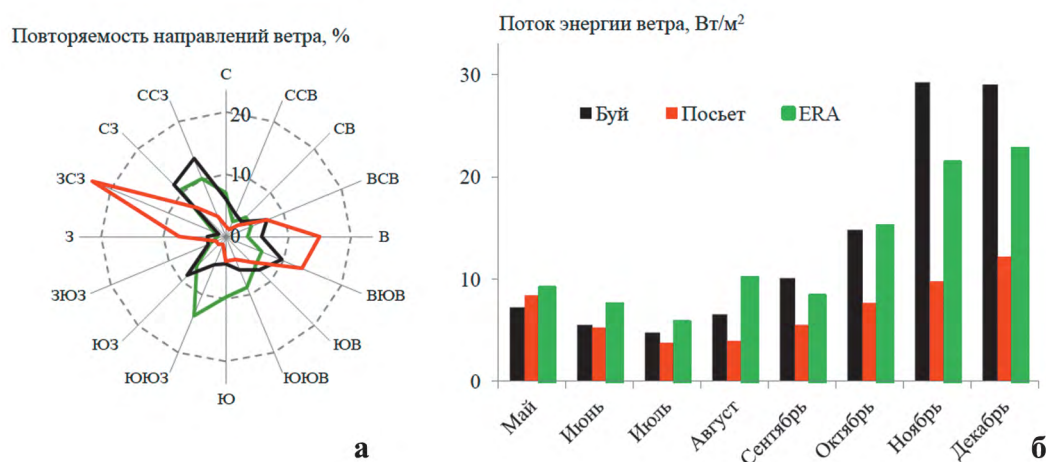 Повторяемость направлений ветра, %
С
ССВ
СВ
ВСВ
В
ВЮВ
ЮВ
ЮЮВ
Ю
ЮЮЗ
ЮЗ
ЗЮЗ
З
ЗСЗ
СЗ
ССЗ
20
10
0
а
Поток энергии ветра, Вт/м²
30
20
10
0
Буй
Посьет
ERA
Май
Июнь
Июль
Август
Сентябрь
Октябрь
Ноябрь
Декабрь
б